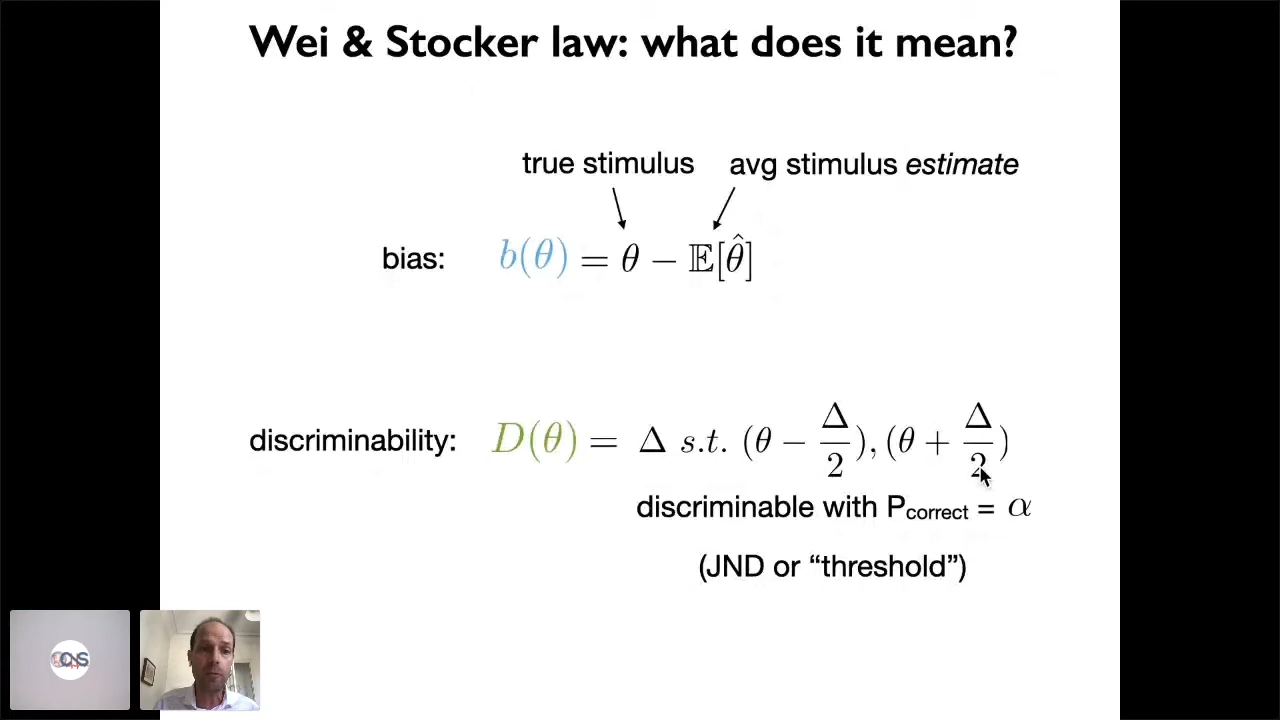 Wei & Stocker law: what does it mean?
true stimulus
avg stimulus estimate
bias:
b(θ) = θ − 𝔼[θ̂]
discriminability:
D(θ) = Δ s.t. (θ − Δ/2), (θ + Δ/2)
discriminable with Pcorrect = α
(JND or “threshold”)